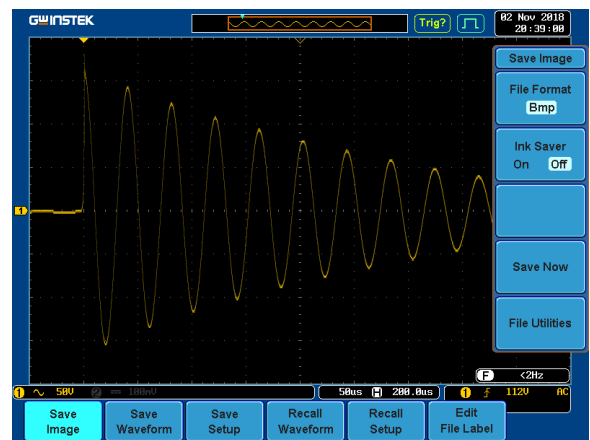 GWINSTEK
Trig?
02 Nov 2018
20:39:00
Save Image
File Format
Bmp
Ink Saver
On Off
Save Now
File Utilities
1
F <2Hz
1 50V 2 100mV 50us H 200.0us 1 112V AC
Save Image
Save Waveform
Save Setup
Recall Waveform
Recall Setup
Edit File Label